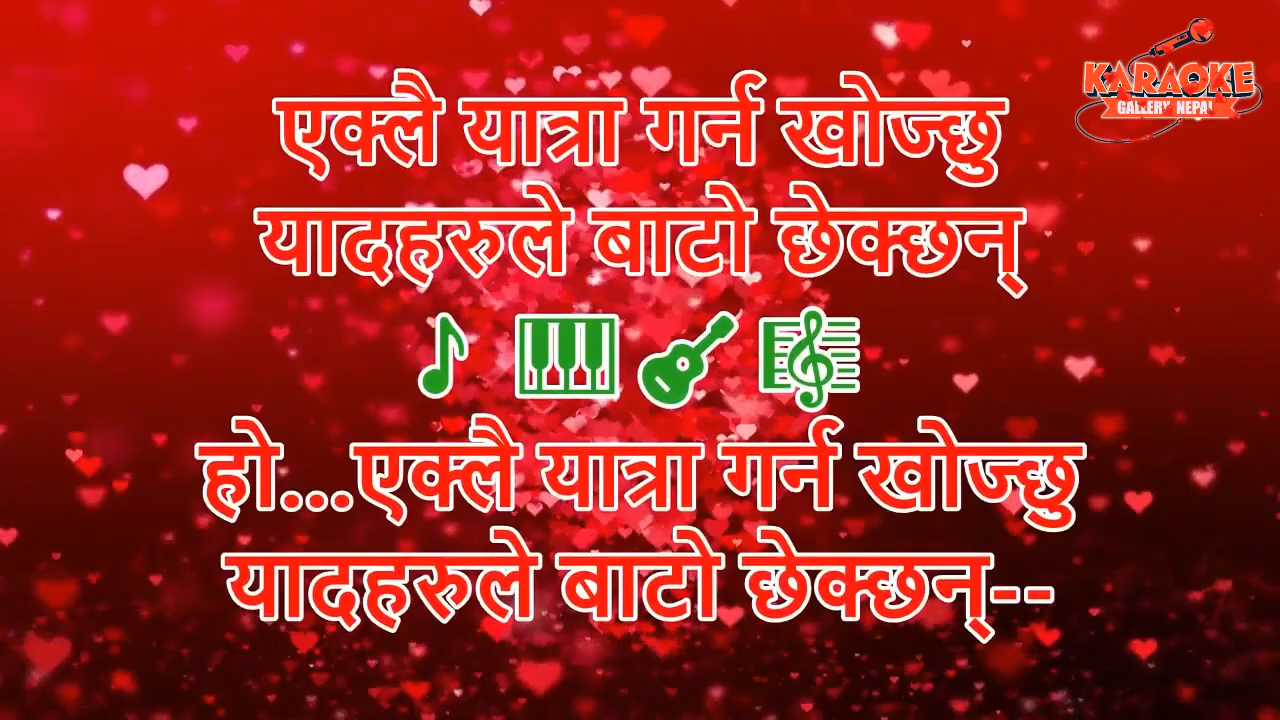 KARAOKE
GALLERY NEPAL
एक्लै यात्रा गर्न खोज्छु
यादहरुले बाटो छेक्छन्
हो...एक्लै यात्रा गर्न खोज्छु
यादहरुले बाटो छेक्छन्--